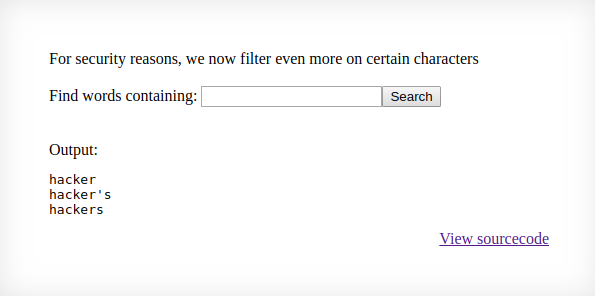 For security reasons, we now filter even more on certain characters
Find words containing: Search
Output:
hacker
hacker's
hackers
View sourcecode